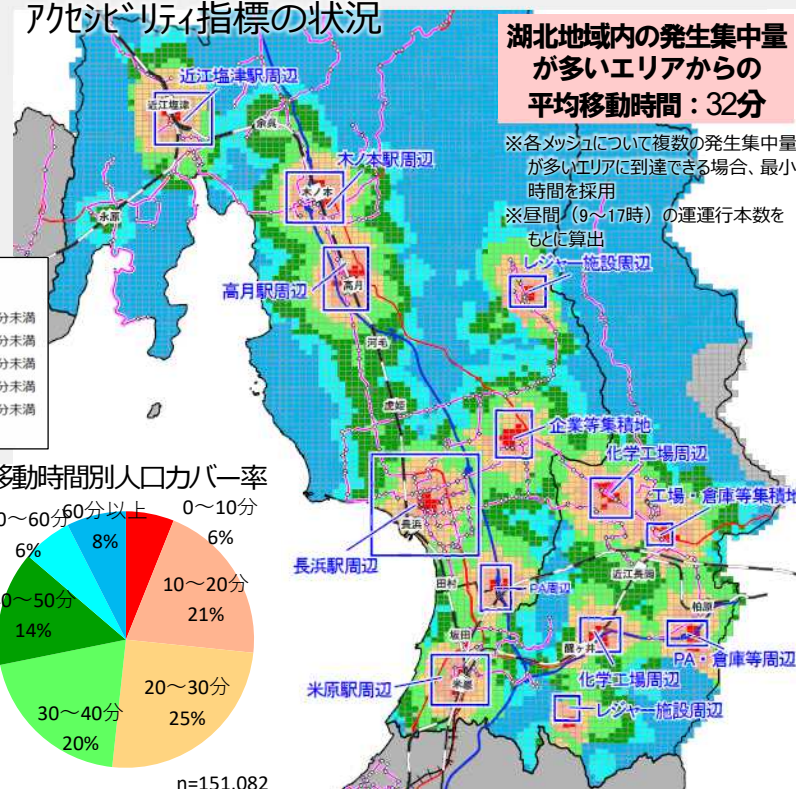 アクセシビリティ指標の状況
湖北地域内の発生集中量
が多いエリアからの
平均移動時間：32分
※各メッシュについて複数の発生集中量
が多いエリアに到達できる場合、最小
時間を採用
※昼間（9～17時）の運運行本数を
もとに算出
近江塩津駅周辺
近江塩津
余呉
木ノ本駅周辺
木ノ本
永原
レジャー施設周辺
高月駅周辺
高月
河毛
虎姫
分未満
分未満
分未満
分未満
分未満
企業等集積地
化学工場周辺
工場・倉庫等集積地
長浜
長浜駅周辺
田村
PA周辺
近江長岡
柏原
坂田
醒ヶ井
PA・倉庫等周辺
化学工場周辺
米原駅周辺
米原
レジャー施設周辺
移動時間別人口カバー率
0～10分
6%
10～20分
21%
20～30分
25%
30～40分
20%
0～50分
14%
0～60分
6%
60分以上
8%
n=151,082